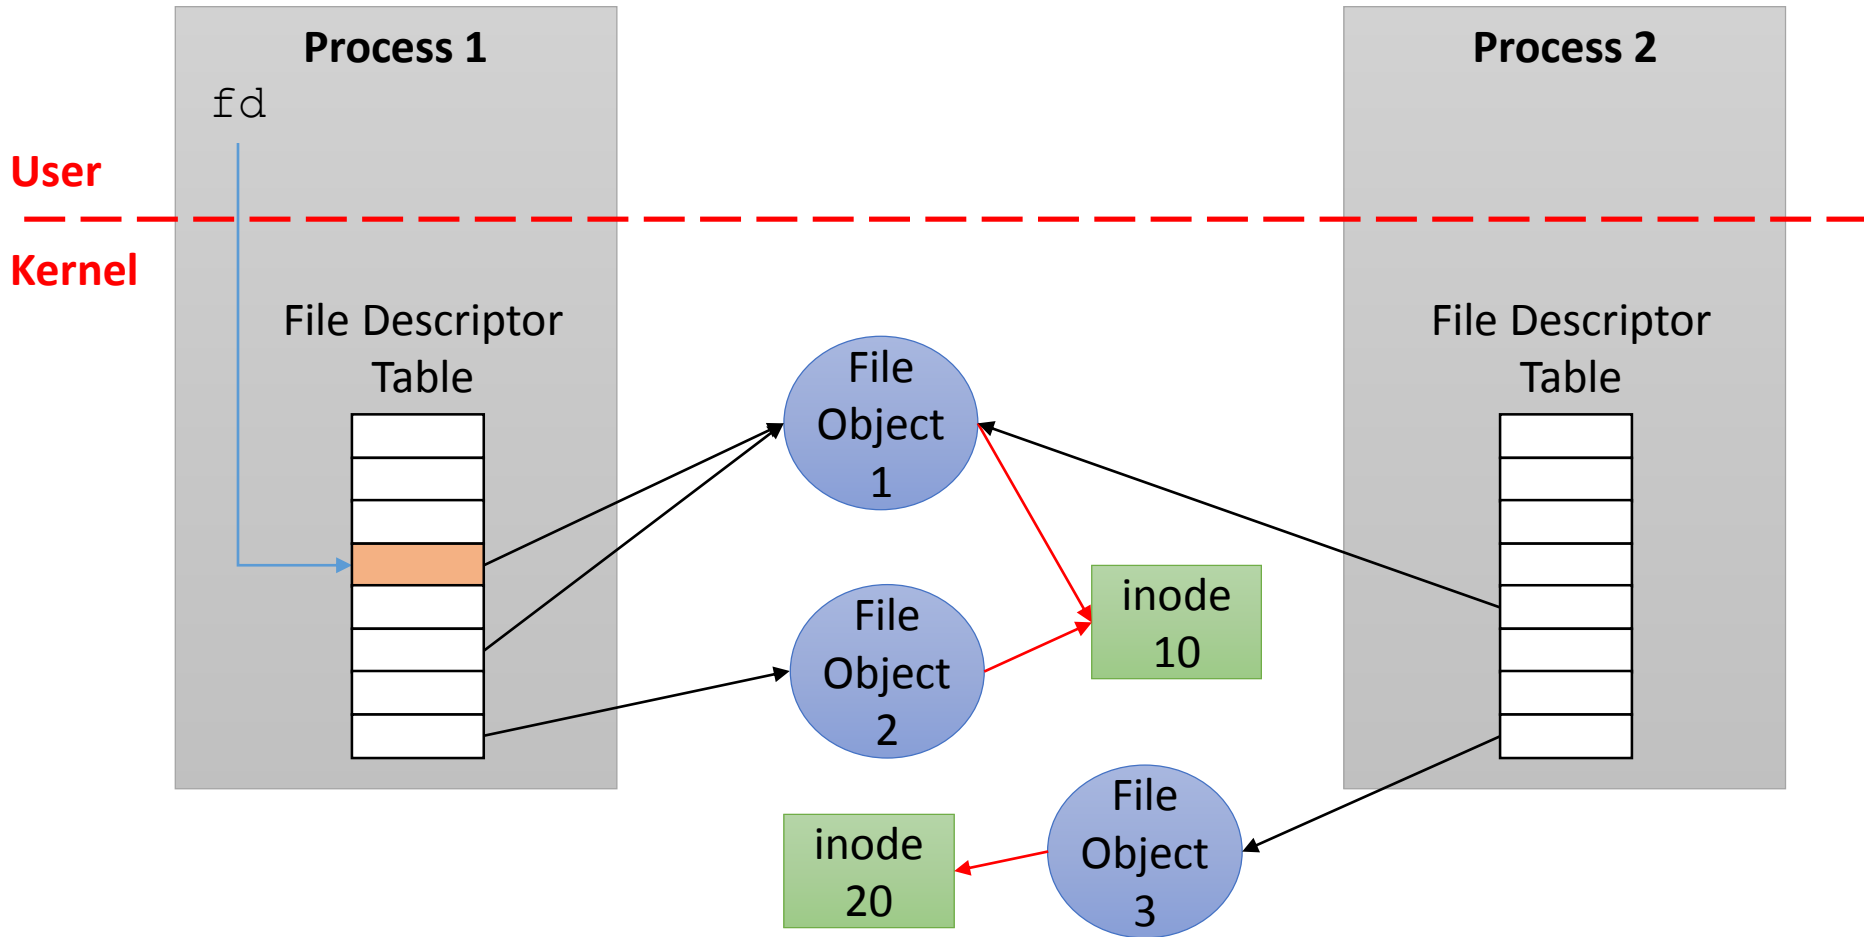 Process 1
Process 2
fd
User
Kernel
File Descriptor
Table
File Descriptor
Table
File
Object
1
inode
10
File
Object
2
File
Object
3
inode
20